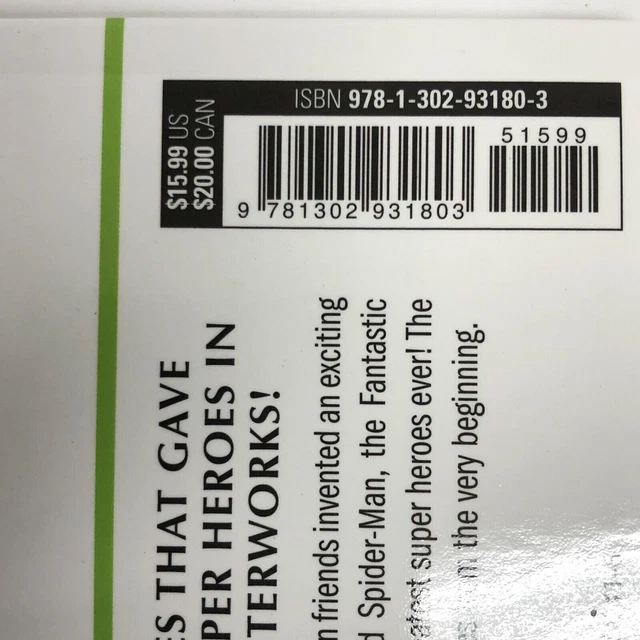 ISBN 978-1-302-93180-3
$15.99 US
$20.00 CAN
51599
9 781302 931803
ES THAT GAVE
PER HEROES IN
TERWORKS!
friends invented an exciting
Spider-Man, the Fantastic
super heroes ever! The
the very beginning.